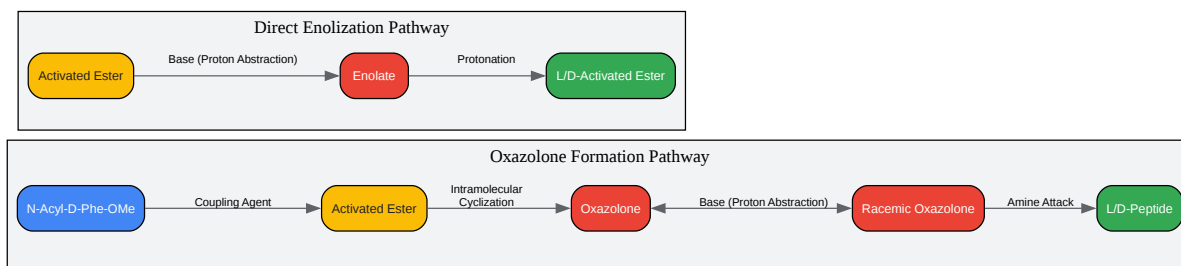 Direct Enolization Pathway
Activated Ester
Base (Proton Abstraction)
Enolate
Protonation
L/D-Activated Ester
Oxazolone Formation Pathway
N-Acyl-D-Phe-OMe
Coupling Agent
Activated Ester
Intramolecular
Cyclization
Oxazolone
Base (Proton Abstraction)
Racemic Oxazolone
Amine Attack
L/D-Peptide